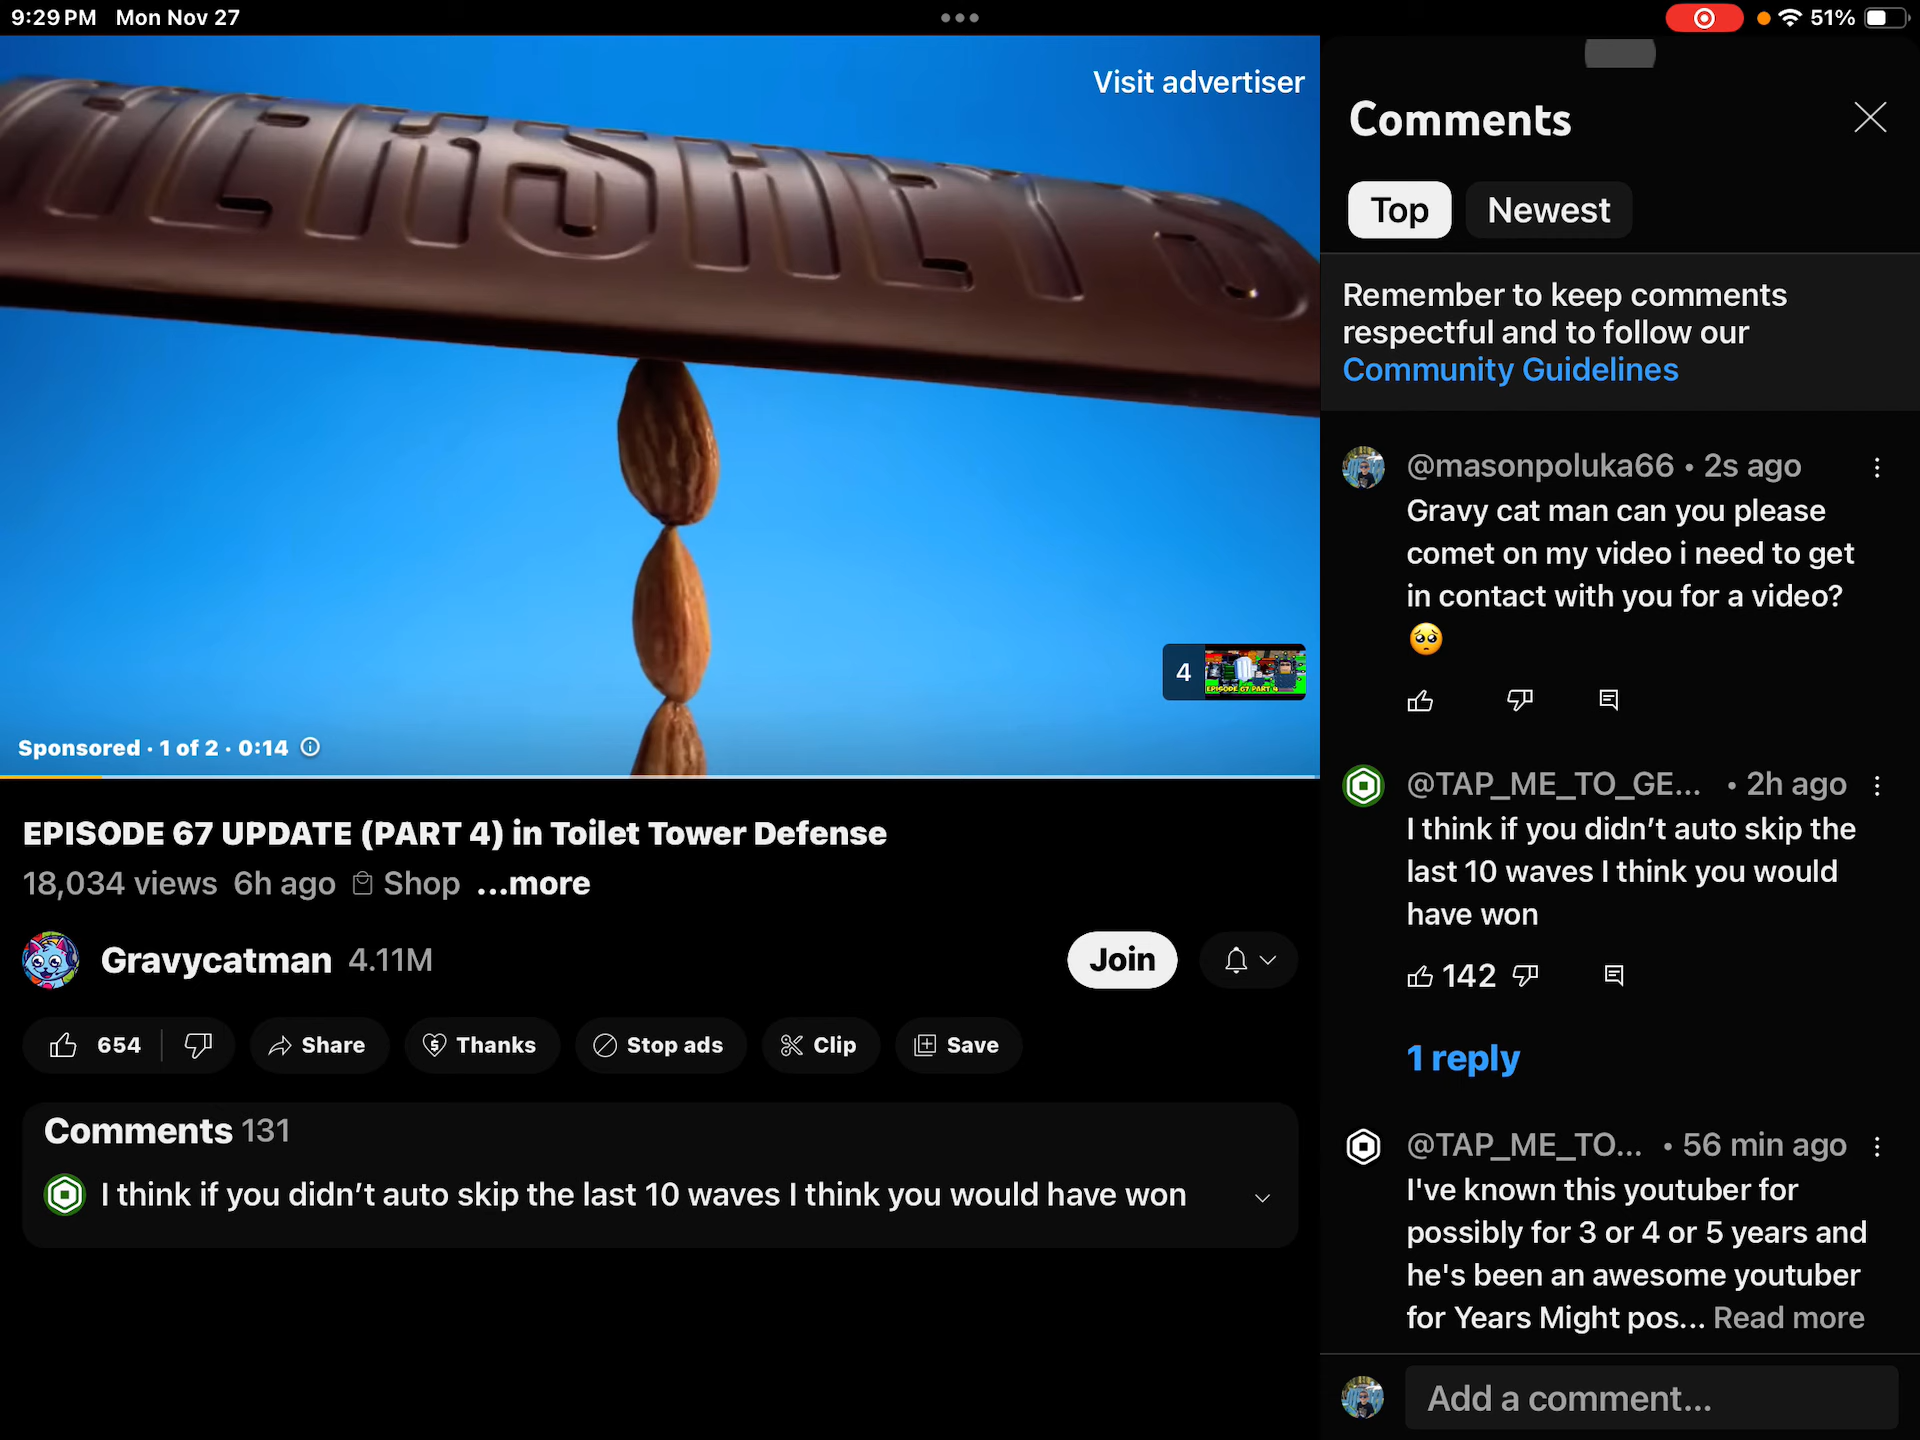 9:29 PM Mon Nov 27
51%
HERSHEY'S
Visit advertiser
4
EPISODE 67 PART 4
Sponsored · 1 of 2 · 0:14
EPISODE 67 UPDATE (PART 4) in Toilet Tower Defense
18,034 views 6h ago Shop ...more
Gravycatman 4.11M
Join
654
Share
Thanks
Stop ads
Clip
Save
Comments 131
I think if you didn’t auto skip the last 10 waves I think you would have won
Comments
Top
Newest
Remember to keep comments
respectful and to follow our
Community Guidelines
@masonpoluka66 • 2s ago
Gravy cat man can you please
comet on my video i need to get
in contact with you for a video?
🥺
@TAP_ME_TO_GE... • 2h ago
I think if you didn’t auto skip the
last 10 waves I think you would
have won
142
1 reply
@TAP_ME_TO... • 56 min ago
I've known this youtuber for
possibly for 3 or 4 or 5 years and
he's been an awesome youtuber
for Years Might pos... Read more
Add a comment...